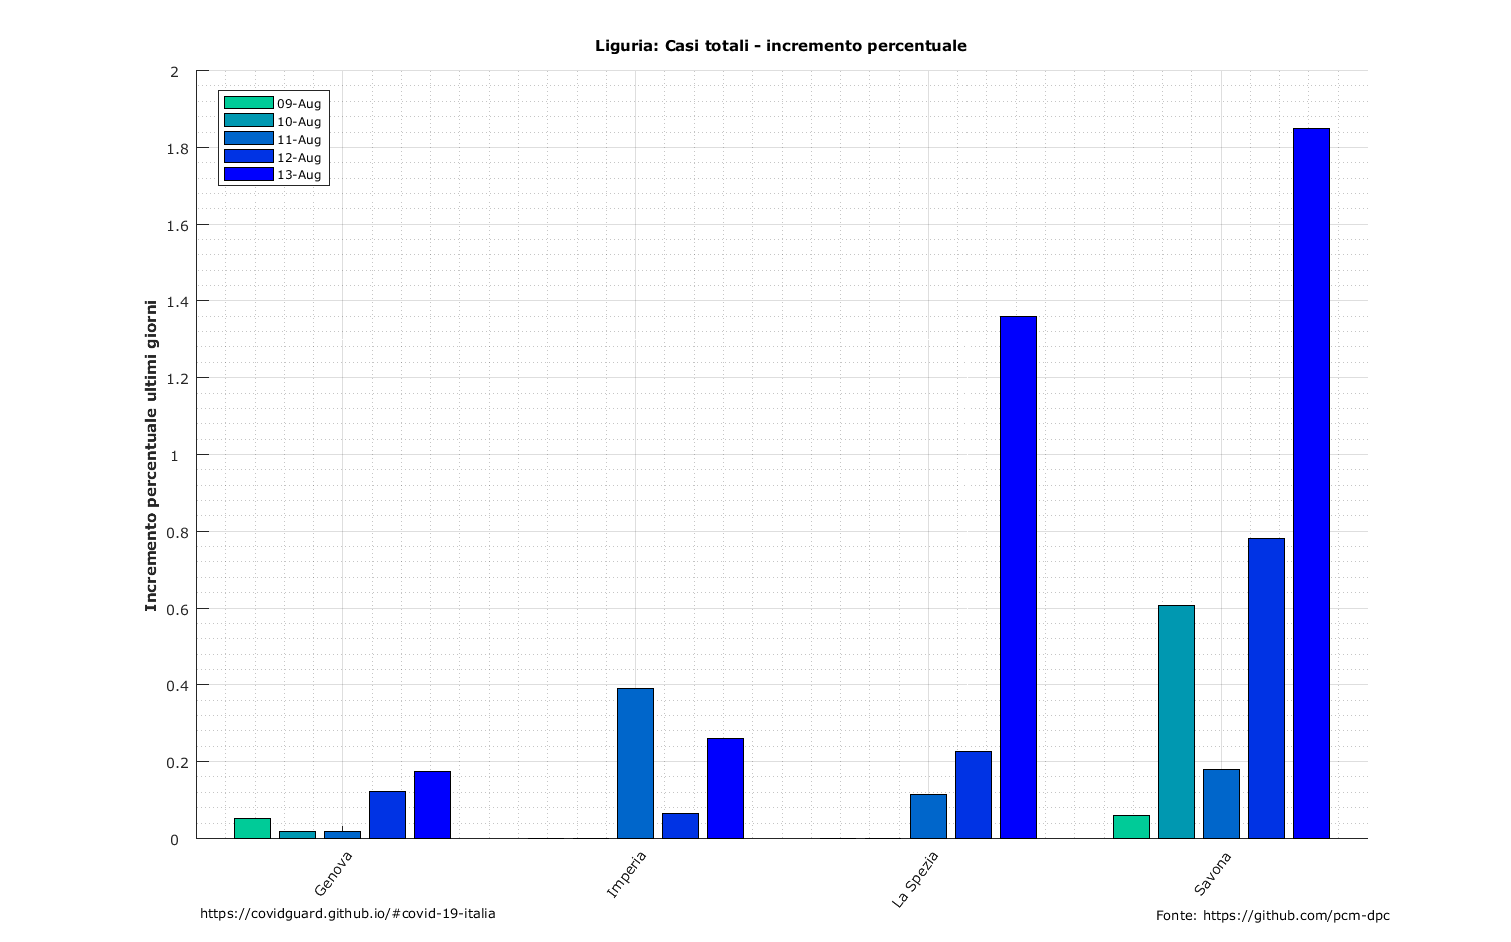 Liguria: Casi totali - incremento percentuale
2
1.8
1.6
1.4
1.2
1
0.8
0.6
0.4
0.2
0
Incremento percentuale ultimi giorni
09-Aug
10-Aug
11-Aug
12-Aug
13-Aug
Genova
Imperia
La Spezia
Savona
https://covidguard.github.io/#covid-19-italia
Fonte: https://github.com/pcm-dpc